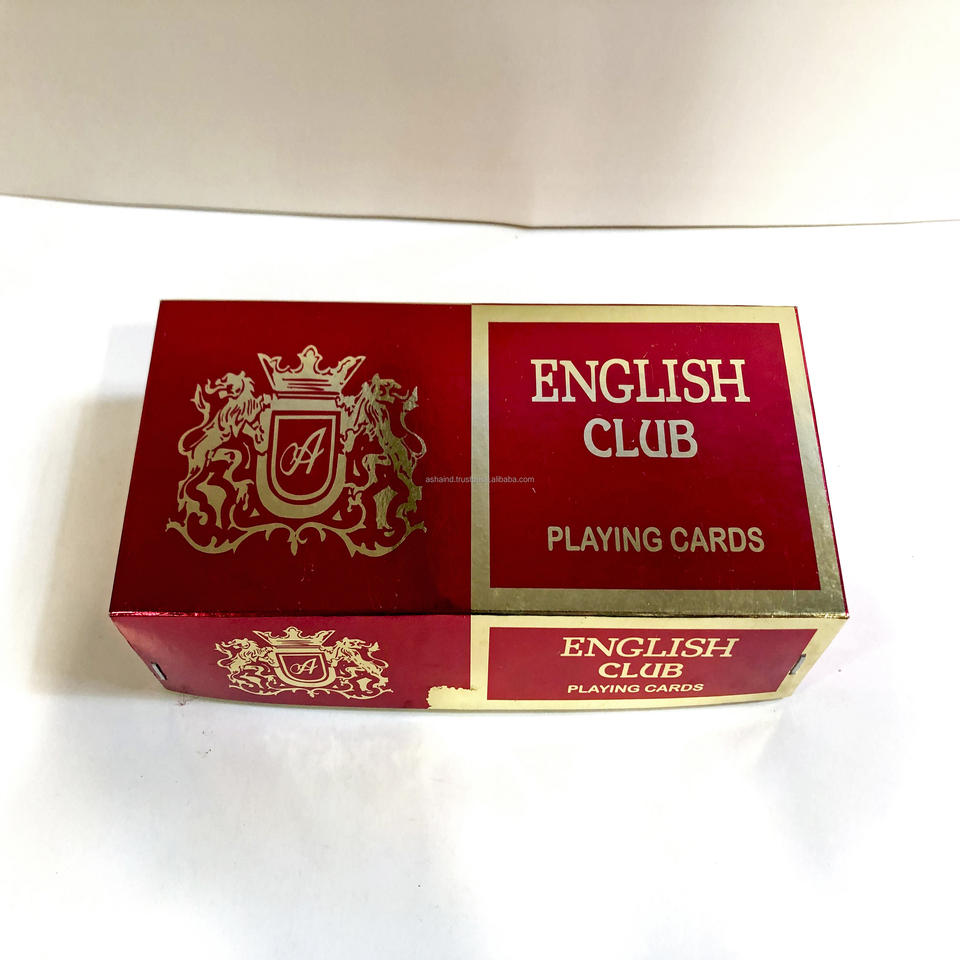 ENGLISH
CLUB
PLAYING CARDS
A
ashaind.trustpass.alibaba.com
A
ENGLISH
CLUB
PLAYING CARDS